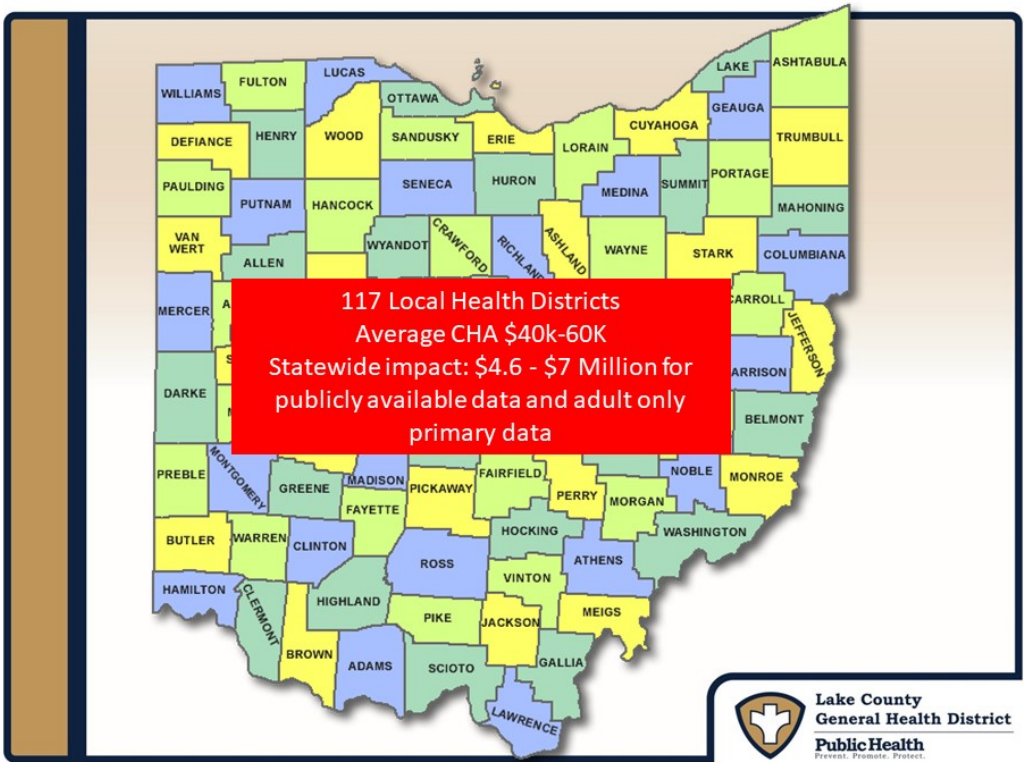 LAKE
ASHTABULA
LUCAS
FULTON
WILLIAMS
OTTAWA
GEAUGA
CUYAHOGA
DEFIANCE
HENRY
WOOD
SANDUSKY
ERIE
LORAIN
TRUMBULL
PAULDING
SENECA
HURON
MEDINA
SUMMIT
PORTAGE
PUTNAM
HANCOCK
MAHONING
VAN
WERT
WYANDOT
CRAWFORD
RICHLAND
ASHLAND
WAYNE
STARK
COLUMBIANA
ALLEN
MERCER
A
CARROLL
JEFFERSON
117 Local Health Districts
Average CHA $40k-60K
Statewide impact: $4.6 - $7 Million for
publicly available data and adult only
primary data
S
ARRISON
DARKE
M
BELMONT
PREBLE
MONTGOMERY
GREENE
MADISON
PICKAWAY
FAIRFIELD
PERRY
MORGAN
NOBLE
MONROE
FAYETTE
BUTLER
WARREN
CLINTON
ROSS
HOCKING
ATHENS
WASHINGTON
HAMILTON
CLERMONT
HIGHLAND
VINTON
PIKE
JACKSON
MEIGS
BROWN
ADAMS
SCIOTO
GALLIA
LAWRENCE
Lake County
General Health District
Public Health
Prevent. Promote. Protect.